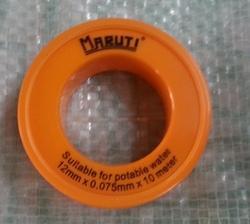 MARUTI®
Suitable for potable water
12mm x 0.075mm x 10 meter